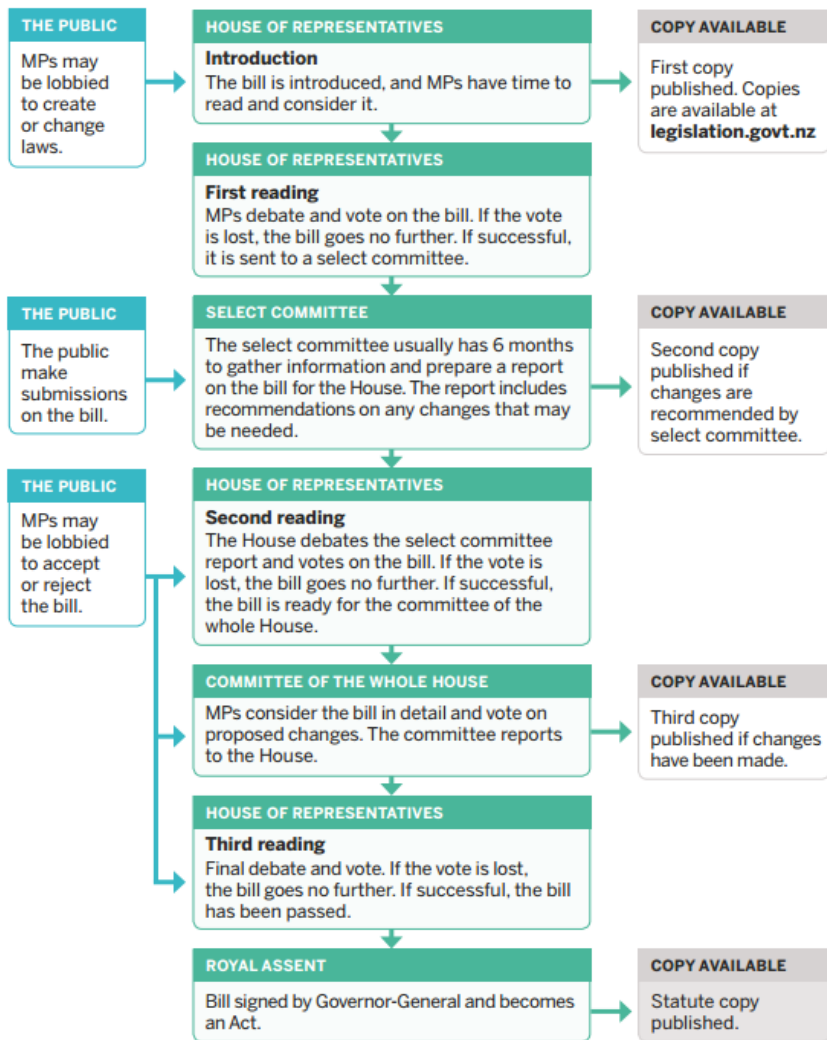 THE PUBLIC
MPs may
be lobbied
to create
or change
laws.
HOUSE OF REPRESENTATIVES
Introduction
The bill is introduced, and MPs have time to
read and consider it.
COPY AVAILABLE
First copy
published. Copies
are available at
legislation.govt.nz
HOUSE OF REPRESENTATIVES
First reading
MPs debate and vote on the bill. If the vote
is lost, the bill goes no further. If successful,
it is sent to a select committee.
THE PUBLIC
The public
make
submissions
on the bill.
SELECT COMMITTEE
The select committee usually has 6 months
to gather information and prepare a report
on the bill for the House. The report includes
recommendations on any changes that may
be needed.
COPY AVAILABLE
Second copy
published if
changes are
recommended by
select committee.
THE PUBLIC
MPs may
be lobbied
to accept
or reject
the bill.
HOUSE OF REPRESENTATIVES
Second reading
The House debates the select committee
report and votes on the bill. If the vote is
lost, the bill goes no further. If successful,
the bill is ready for the committee of the
whole House.
COMMITTEE OF THE WHOLE HOUSE
MPs consider the bill in detail and vote on
proposed changes. The committee reports
to the House.
COPY AVAILABLE
Third copy
published if changes
have been made.
HOUSE OF REPRESENTATIVES
Third reading
Final debate and vote. If the vote is lost,
the bill goes no further. If successful, the bill
has been passed.
ROYAL ASSENT
Bill signed by Governor-General and becomes
an Act.
COPY AVAILABLE
Statute copy
published.